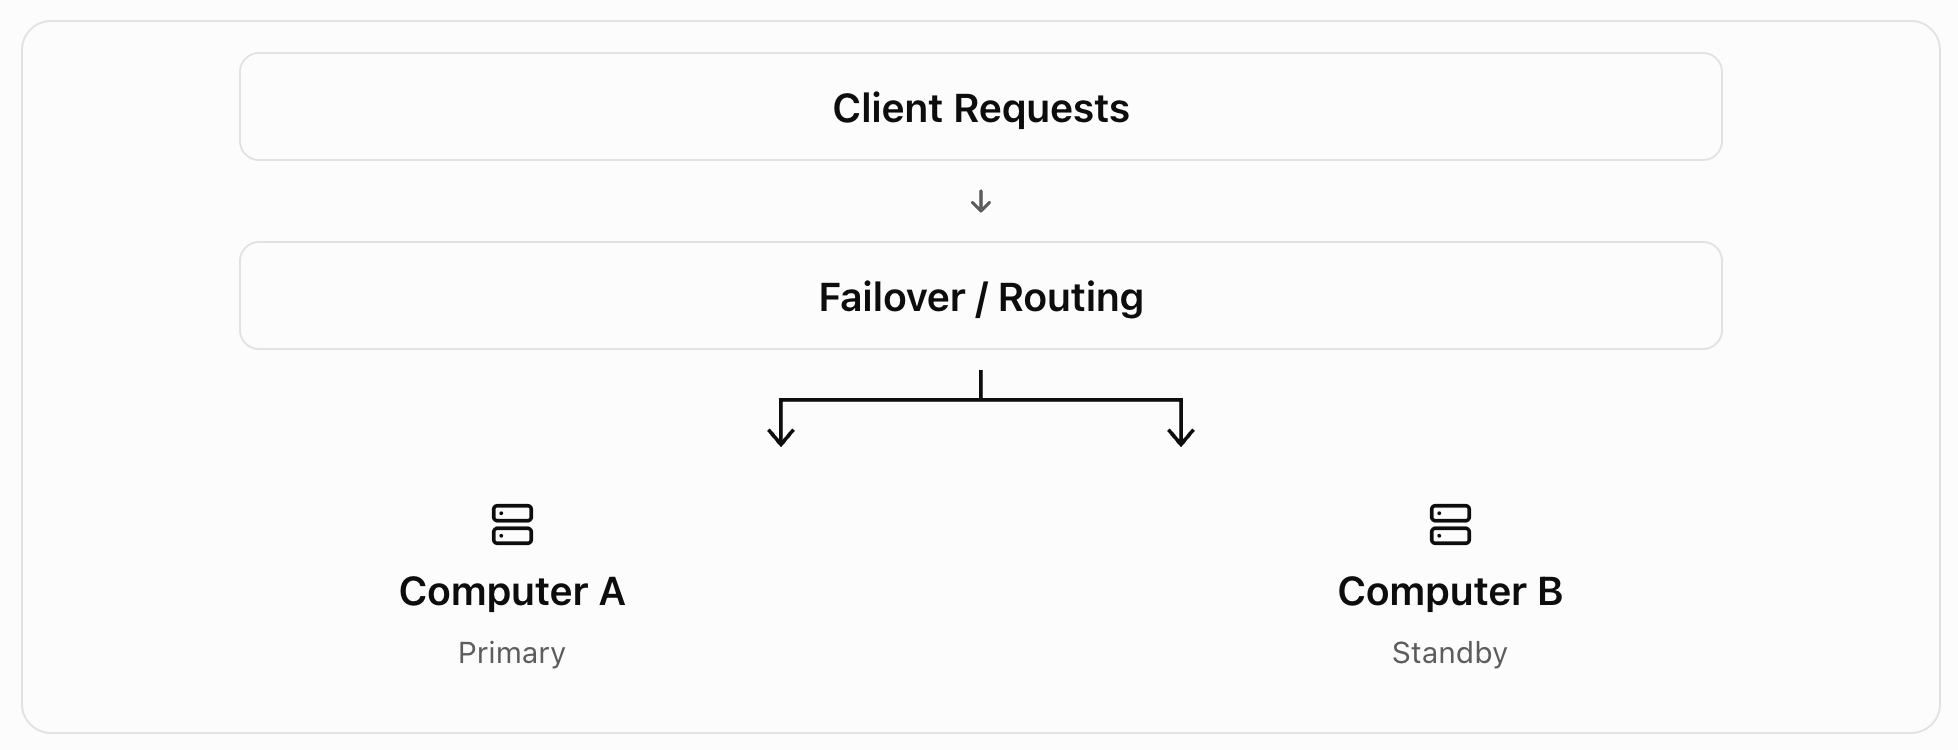 Client Requests
Failover / Routing
Computer A
Primary
Computer B
Standby